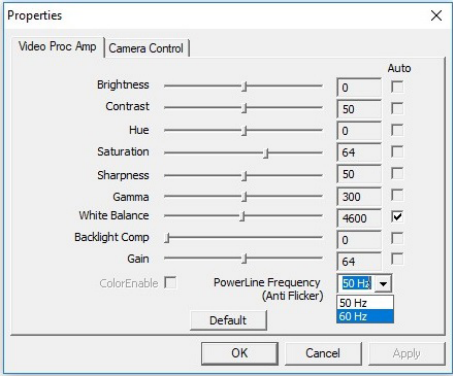 Properties
Video Proc Amp Camera Control
Auto
Brightness 0
Contrast 50
Hue 0
Saturation 64
Sharpness 50
Gamma 300
White Balance 4600
Backlight Comp 0
Gain 64
ColorEnable PowerLine Frequency 50 Hz
(Anti Flicker)
50 Hz
60 Hz
Default
OK Cancel Apply